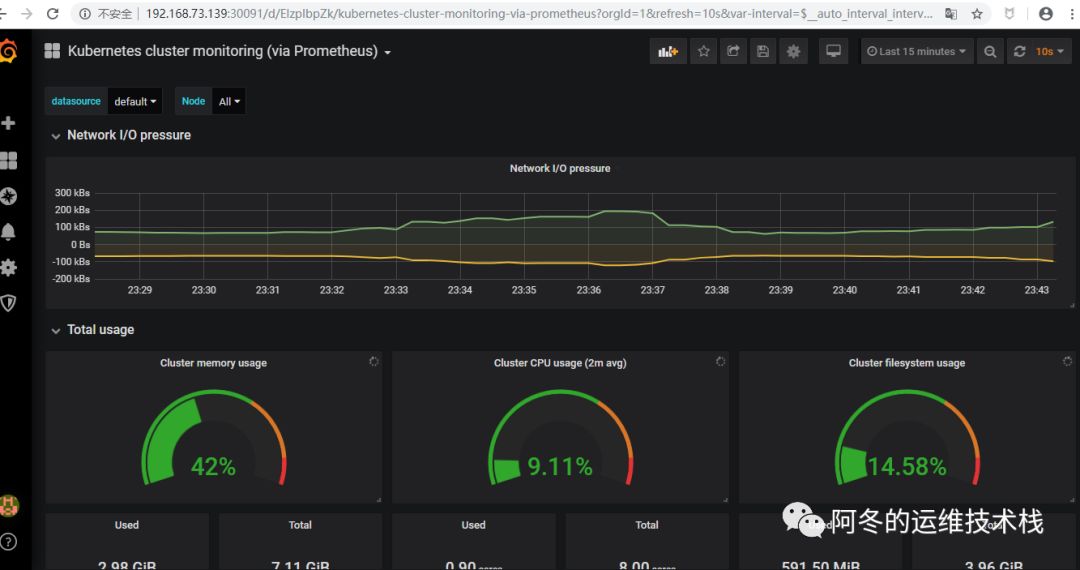 不安全 192.168.73.139:30091/d/EIzplbpZk/kubernetes-cluster-monitoring-via-prometheus?orgId=1&refresh=10s&var-interval=$__auto_interval_interv...
Kubernetes cluster monitoring (via Prometheus)
Last 15 minutes
10s
datasource default Node All
Network I/O pressure
Network I/O pressure
300 kBs
200 kBs
100 kBs
0 Bs
-100 kBs
-200 kBs
23:29 23:30 23:31 23:32 23:33 23:34 23:35 23:36 23:37 23:38 23:39 23:40 23:41 23:42 23:43
Total usage
Cluster memory usage
42%
Cluster CPU usage (2m avg)
9.11%
Cluster filesystem usage
14.58%
Used Total Used Total Used Total
阿冬的运维技术栈
2.98 GiB 7.11 GiB 0.90 cores 8.00 cores 591.50 MiB 3.96 GiB